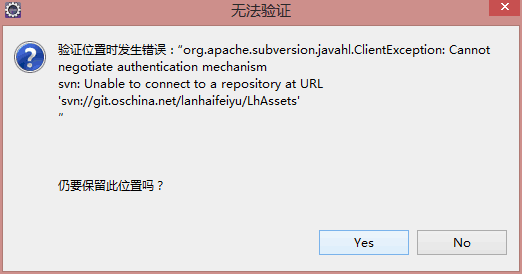 无法验证
验证位置时发生错误：“org.apache.subversion.javahl.ClientException: Cannot
negotiate authentication mechanism
svn: Unable to connect to a repository at URL
'svn://git.oschina.net/lanhaifeiyu/LhAssets'
”
仍要保留此位置吗？
Yes No